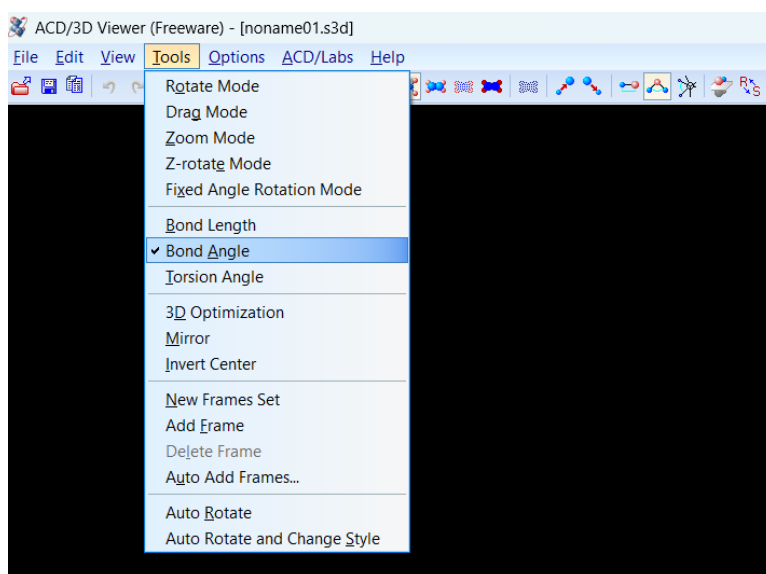 ACD/3D Viewer (Freeware) - [noname01.s3d]
File Edit View Tools Options ACD/Labs Help
Rotate Mode
Drag Mode
Zoom Mode
Z-rotate Mode
Fixed Angle Rotation Mode
Bond Length
Bond Angle
Torsion Angle
3D Optimization
Mirror
Invert Center
New Frames Set
Add Frame
Delete Frame
Auto Add Frames...
Auto Rotate
Auto Rotate and Change Style